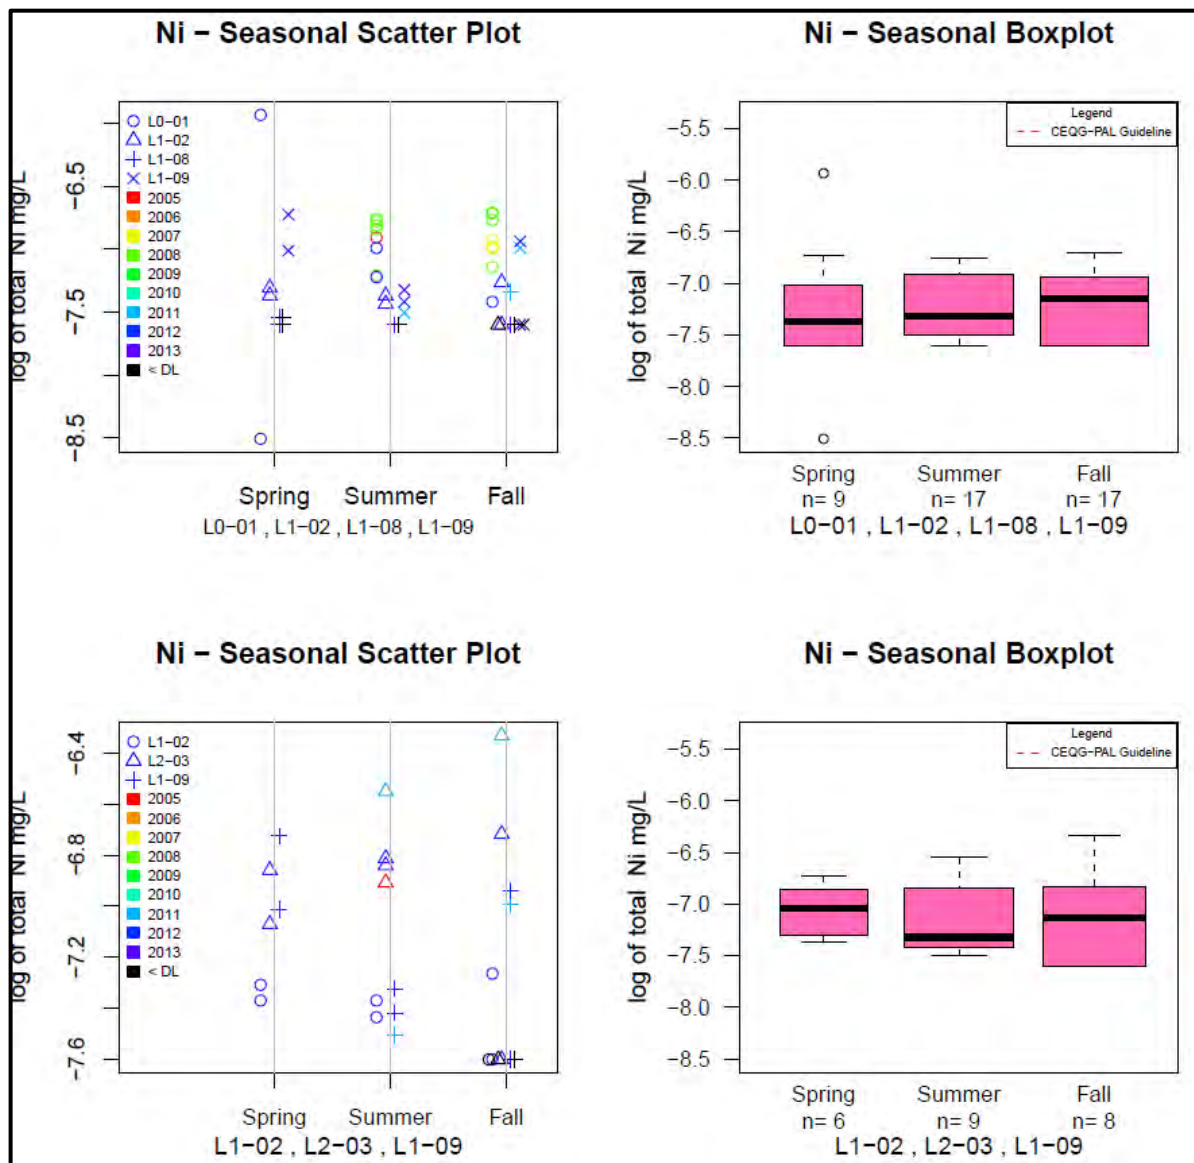 Ni − Seasonal Scatter Plot
log of total Ni mg/L
−6.5
−7.5
−8.5
L0−01
L1−02
L1−08
L1−09
2005
2006
2007
2008
2009
2010
2011
2012
2013
< DL
Spring Summer Fall
L0−01 , L1−02 , L1−08 , L1−09
Ni − Seasonal Boxplot
log of total Ni mg/L
−5.5
−6.0
−6.5
−7.0
−7.5
−8.0
−8.5
Legend
CEQG−PAL Guideline
Spring Summer Fall
n= 9 n= 17 n= 17
L0−01 , L1−02 , L1−08 , L1−09
Ni − Seasonal Scatter Plot
log of total Ni mg/L
−6.4
−6.8
−7.2
−7.6
L1−02
L2−03
L1−09
2005
2006
2007
2008
2009
2010
2011
2012
2013
< DL
Spring Summer Fall
L1−02 , L2−03 , L1−09
Ni − Seasonal Boxplot
log of total Ni mg/L
−5.5
−6.0
−6.5
−7.0
−7.5
−8.0
−8.5
Legend
CEQG−PAL Guideline
Spring Summer Fall
n= 6 n= 9 n= 8
L1−02 , L2−03 , L1−09